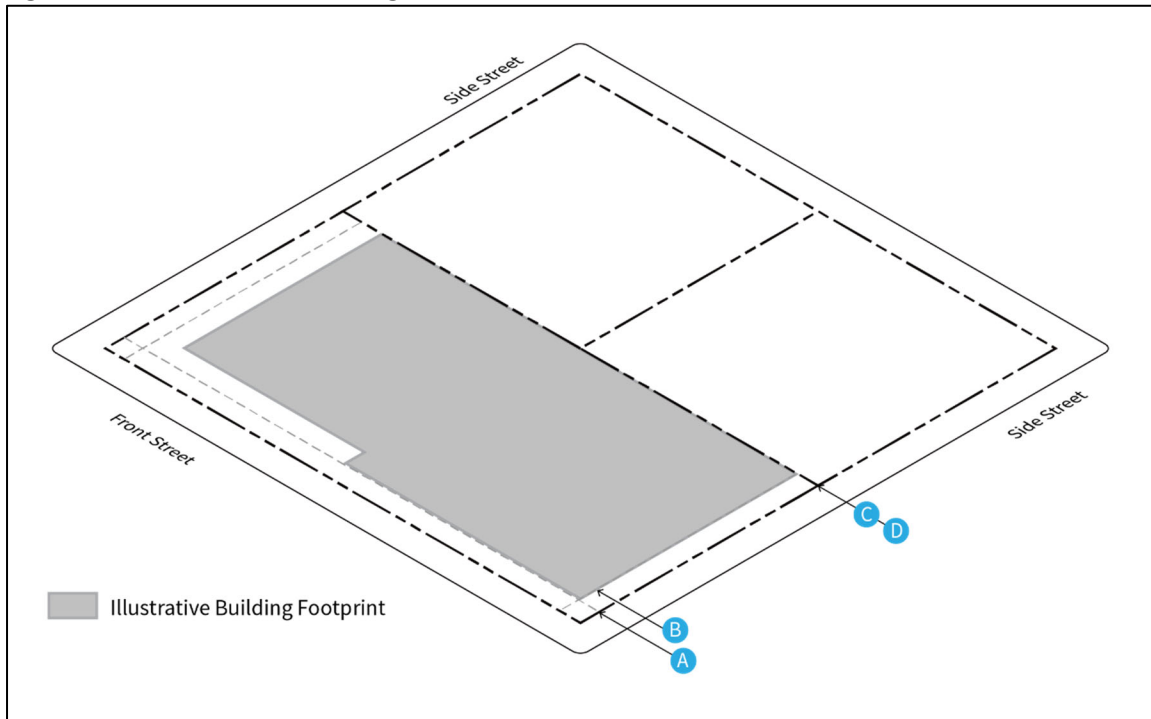 Side Street
Front Street
Side Street
C
D
Illustrative Building Footprint
B
A